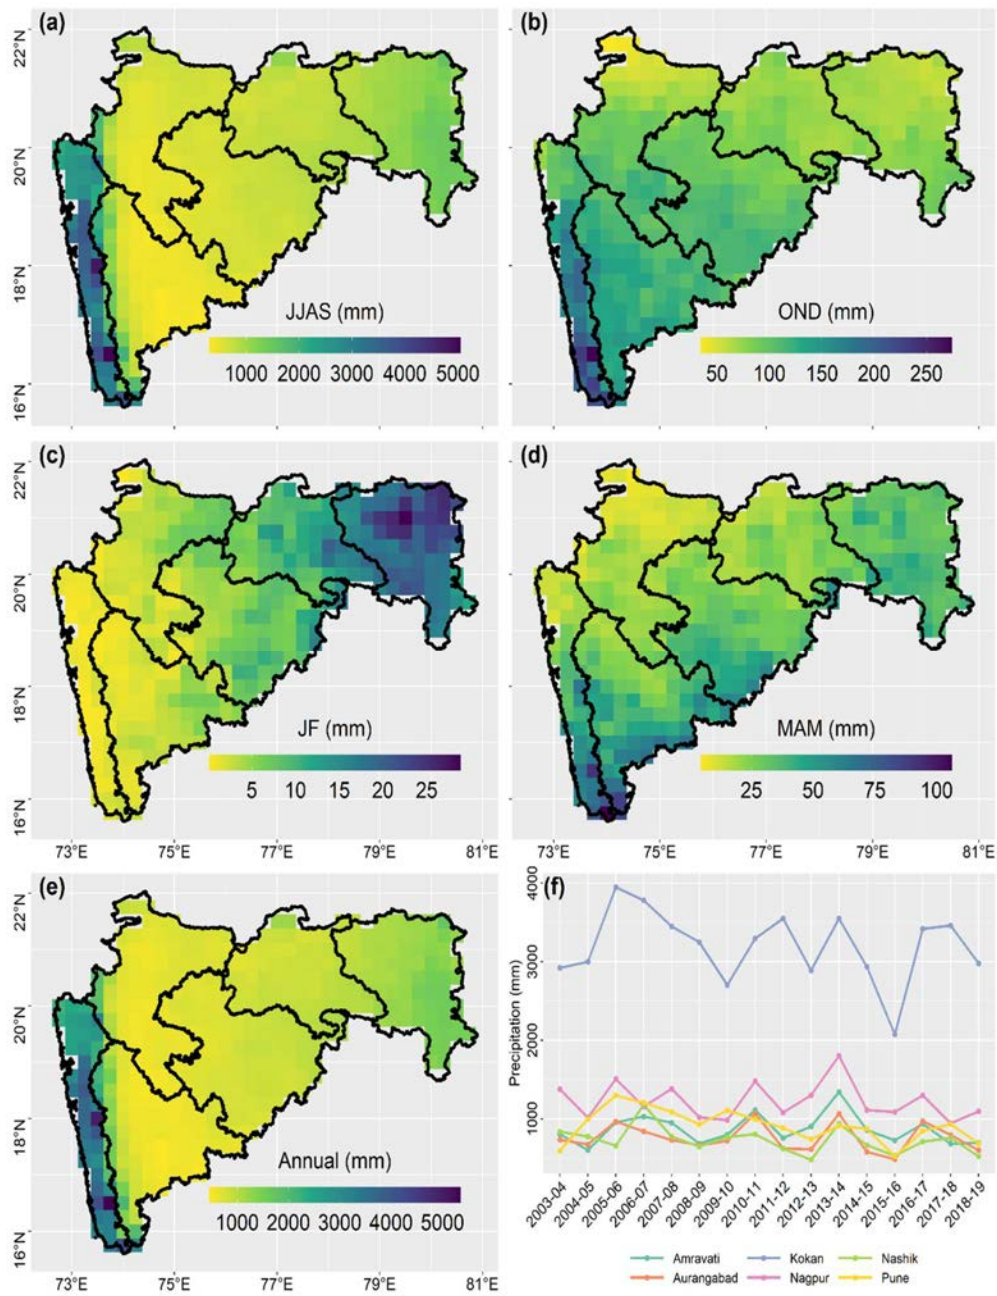 (a)
22°N
20°N
18°N
16°N
JJAS (mm)
1000 2000 3000 4000 5000
(b)
OND (mm)
50 100 150 200 250
(c)
22°N
20°N
18°N
16°N
JF (mm)
5 10 15 20 25
73°E 75°E 77°E 79°E 81°E
(d)
MAM (mm)
25 50 75 100
73°E 75°E 77°E 79°E 81°E
(e)
22°N
20°N
18°N
16°N
Annual (mm)
1000 2000 3000 4000 5000
73°E 75°E 77°E 79°E 81°E
(f)
Precipitation (mm)
4000
3000
2000
1000
2003-04
2004-05
2005-06
2006-07
2007-08
2008-09
2009-10
2010-11
2011-12
2012-13
2013-14
2014-15
2015-16
2016-17
2017-18
2018-19
Amravati Kokan Nashik
Aurangabad Nagpur Pune